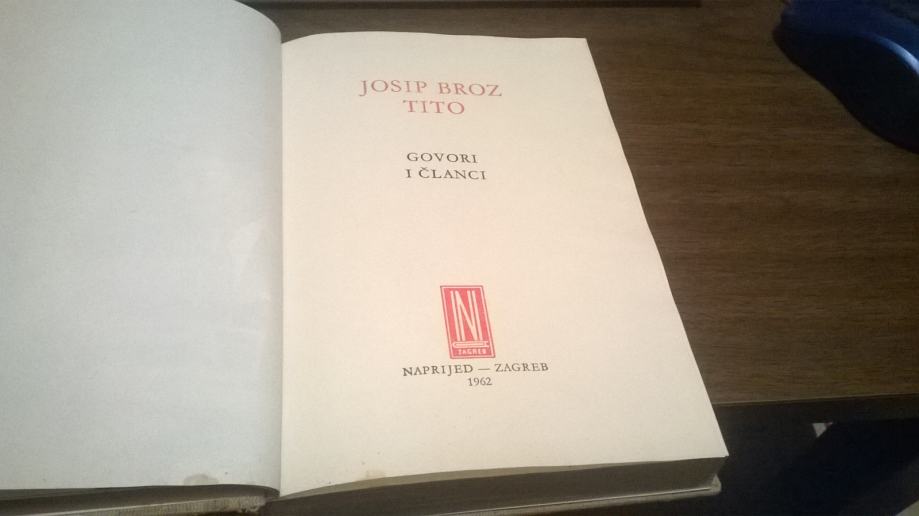 JOSIP BROZ
TITO
GOVORI
I ČLANCI
N
ZAGREB
NAPRIJED — ZAGREB
1962